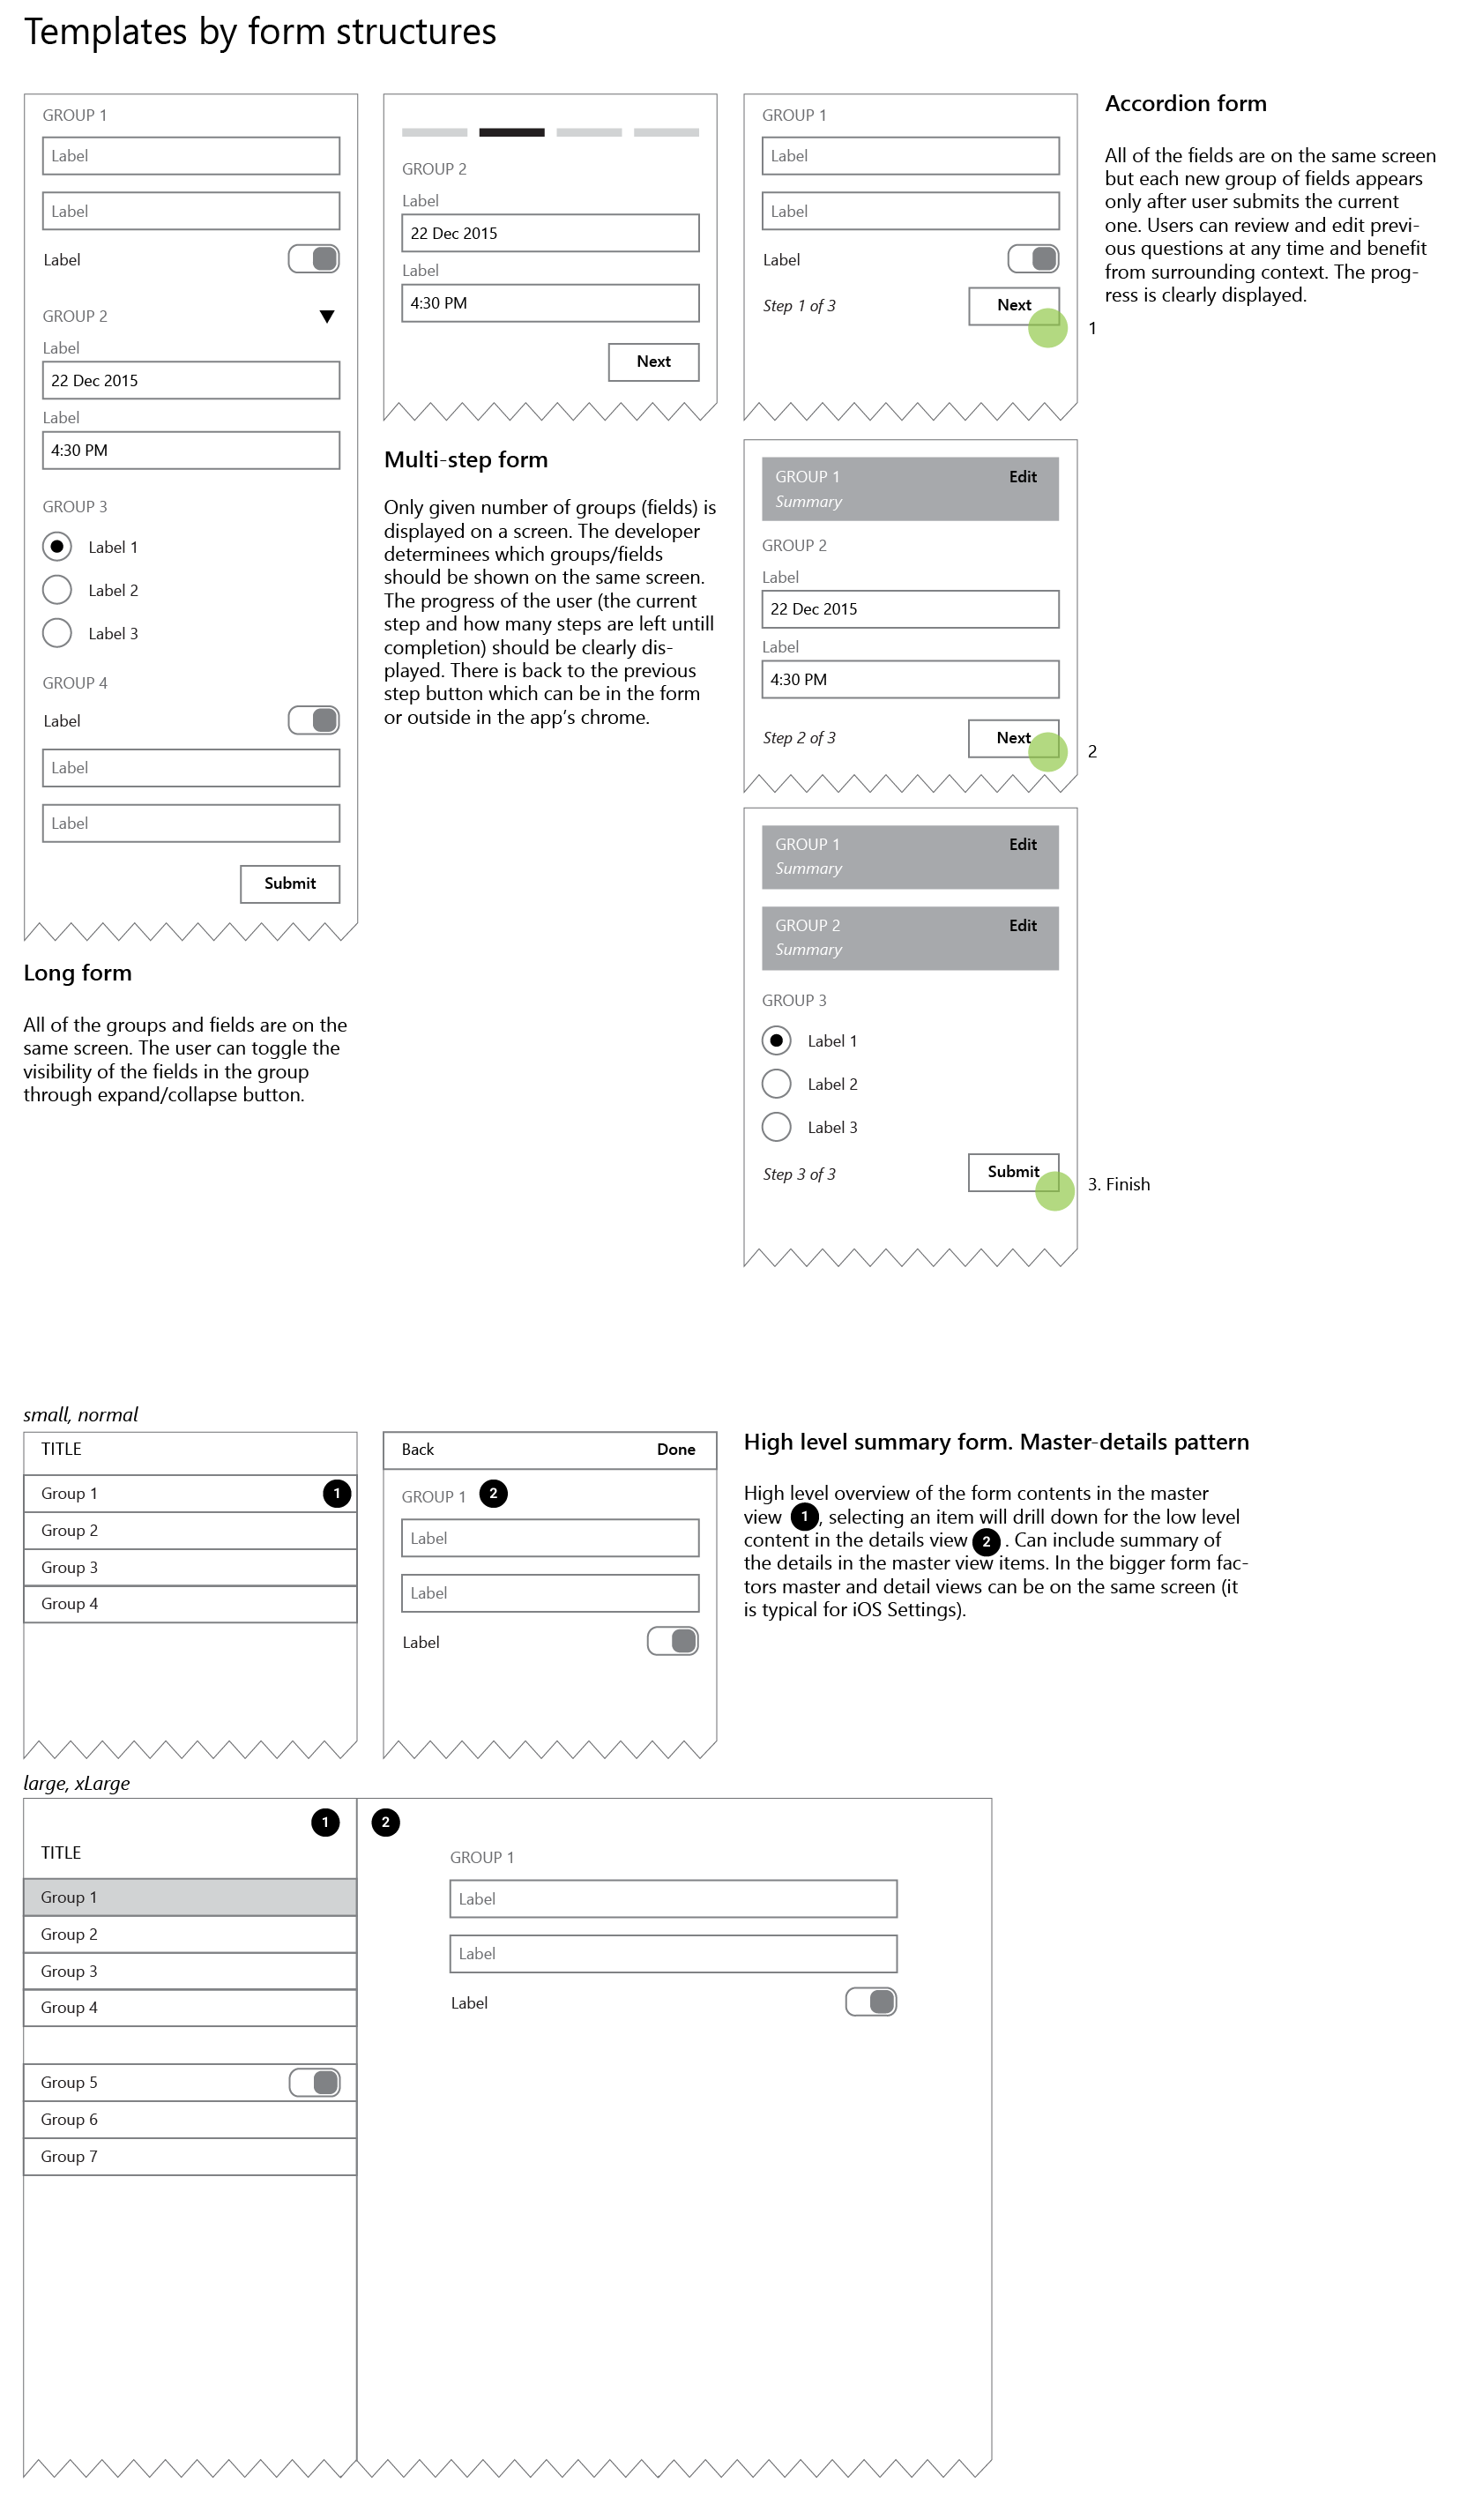 Templates by form structures
GROUP 1
Label
Label
Label
GROUP 2
Label
22 Dec 2015
Label
4:30 PM
GROUP 3
Label 1
Label 2
Label 3
GROUP 4
Label
Label
Label
Submit
Long form
All of the groups and fields are on the
same screen. The user can toggle the
visibility of the fields in the group
through expand/collapse button.
GROUP 2
Label
22 Dec 2015
Label
4:30 PM
Next
Multi-step form
Only given number of groups (fields) is
displayed on a screen. The developer
determinees which groups/fields
should be shown on the same screen.
The progress of the user (the current
step and how many steps are left untill
completion) should be clearly dis-
played. There is back to the previous
step button which can be in the form
or outside in the app's chrome.
GROUP 1
Label
Label
Label
Step 1 of 3
Next
1
GROUP 1
Edit
Summary
GROUP 2
Label
22 Dec 2015
Label
4:30 PM
Step 2 of 3
Next
2
GROUP 1
Edit
Summary
GROUP 2
Edit
Summary
GROUP 3
Label 1
Label 2
Label 3
Step 3 of 3
Submit
3. Finish
Accordion form
All of the fields are on the same screen
but each new group of fields appears
only after user submits the current
one. Users can review and edit previ-
ous questions at any time and benefit
from surrounding context. The prog-
ress is clearly displayed.
small, normal
TITLE
Group 1
1
Group 2
Group 3
Group 4
Back
Done
GROUP 1
2
Label
Label
Label
High level summary form. Master-details pattern
High level overview of the form contents in the master
view 1, selecting an item will drill down for the low level
content in the details view 2 . Can include summary of
the details in the master view items. In the bigger form fac-
tors master and detail views can be on the same screen (it
is typical for iOS Settings).
large, xLarge
1
TITLE
Group 1
Group 2
Group 3
Group 4
Group 5
Group 6
Group 7
2
GROUP 1
Label
Label
Label